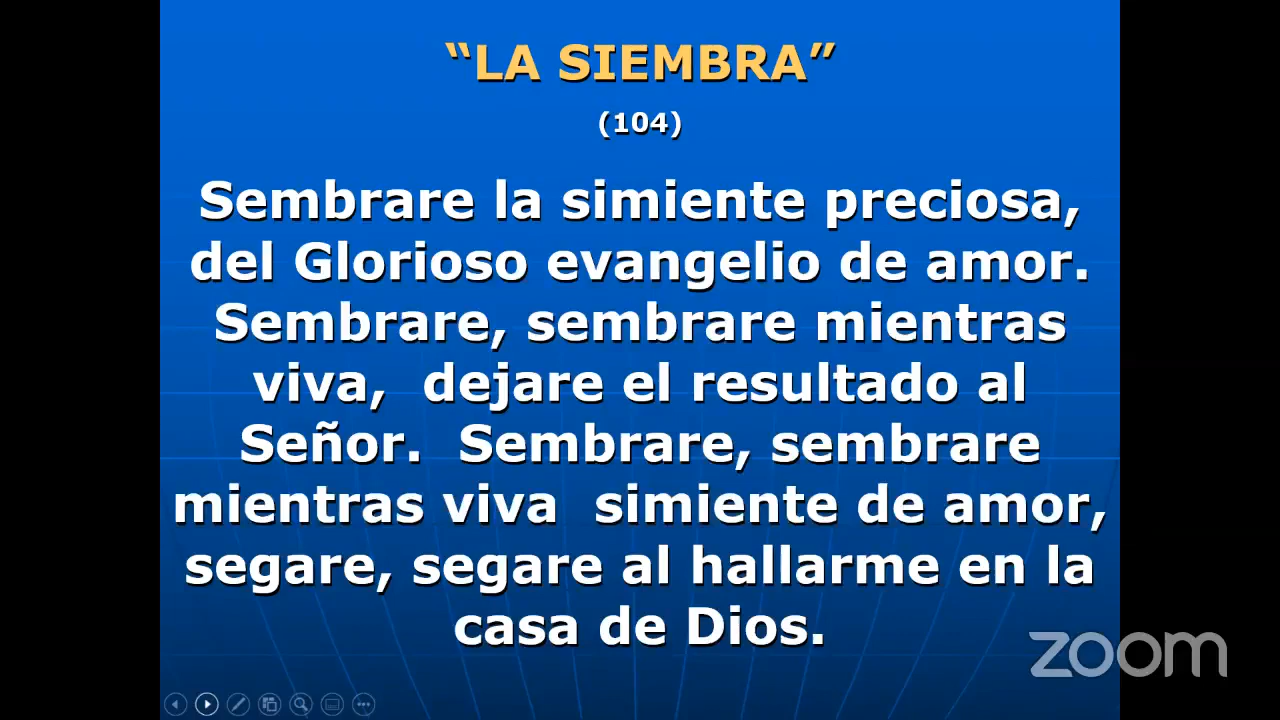 “LA SIEMBRA”
(104)
Sembrare la simiente preciosa,
del Glorioso evangelio de amor.
Sembrare, sembrare mientras
viva,  dejare el resultado al
Señor.  Sembrare, sembrare
mientras viva  simiente de amor,
segare, segare al hallarme en la
casa de Dios.
zoom